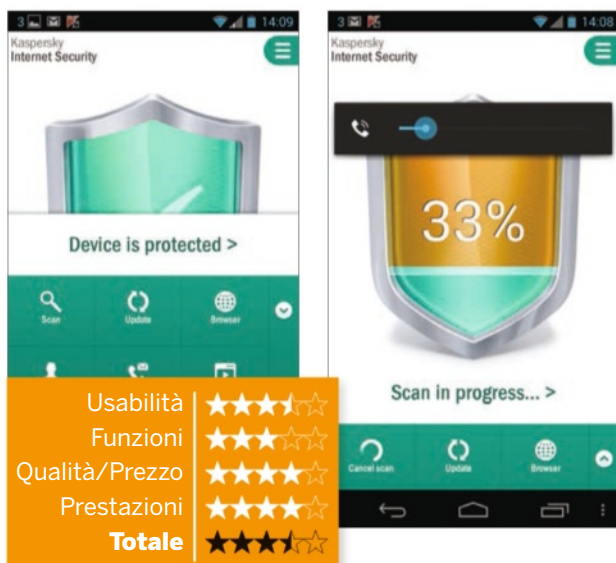 3 14:09
Kaspersky
Internet Security
Device is protected >
Scan Update Browser
3 14:08
Kaspersky
Internet Security
33%
Scan in progress... >
Cancel scan Update Browser
Usabilità
Funzioni
Qualità/Prezzo
Prestazioni
Totale